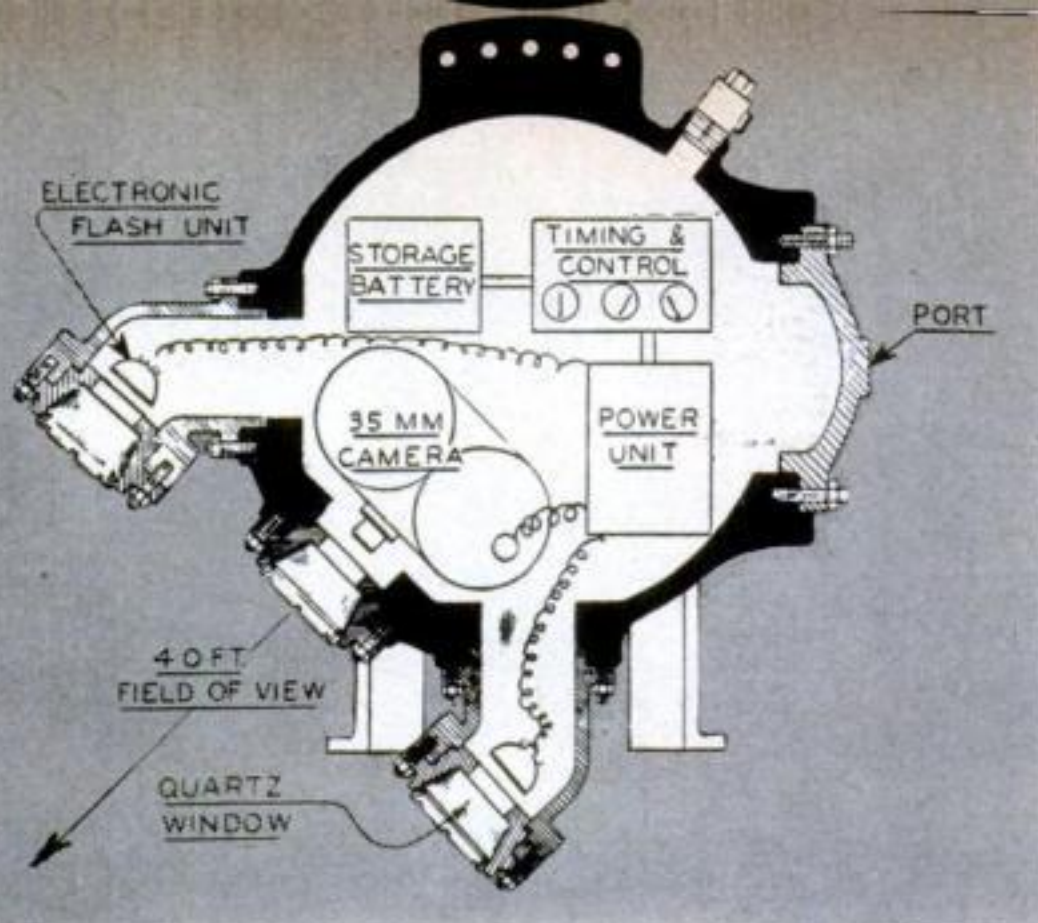 ELECTRONIC
FLASH UNIT
STORAGE
BATTERY
TIMING &
CONTROL
PORT
35 MM
CAMERA
POWER
UNIT
40 FT.
FIELD OF VIEW
QUARTZ
WINDOW